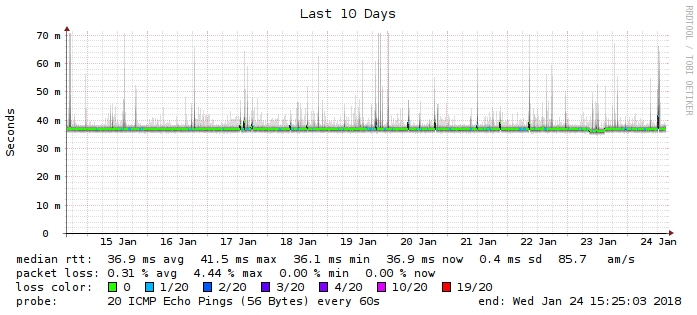 Last 10 Days
RRDTOOL / TOBI OETIKER
Seconds
70 m
60 m
50 m
40 m
30 m
20 m
10 m
0
15 Jan 16 Jan 17 Jan 18 Jan 19 Jan 20 Jan 21 Jan 22 Jan 23 Jan 24 Jan
median rtt: 36.9 ms avg 41.5 ms max 36.1 ms min 36.9 ms now 0.4 ms sd 85.7 am/s
packet loss: 0.31 % avg 4.44 % max 0.00 % min 0.00 % now
loss color: 0 1/20 2/20 3/20 4/20 10/20 19/20
probe: 20 ICMP Echo Pings (56 Bytes) every 60s end: Wed Jan 24 15:25:03 2018